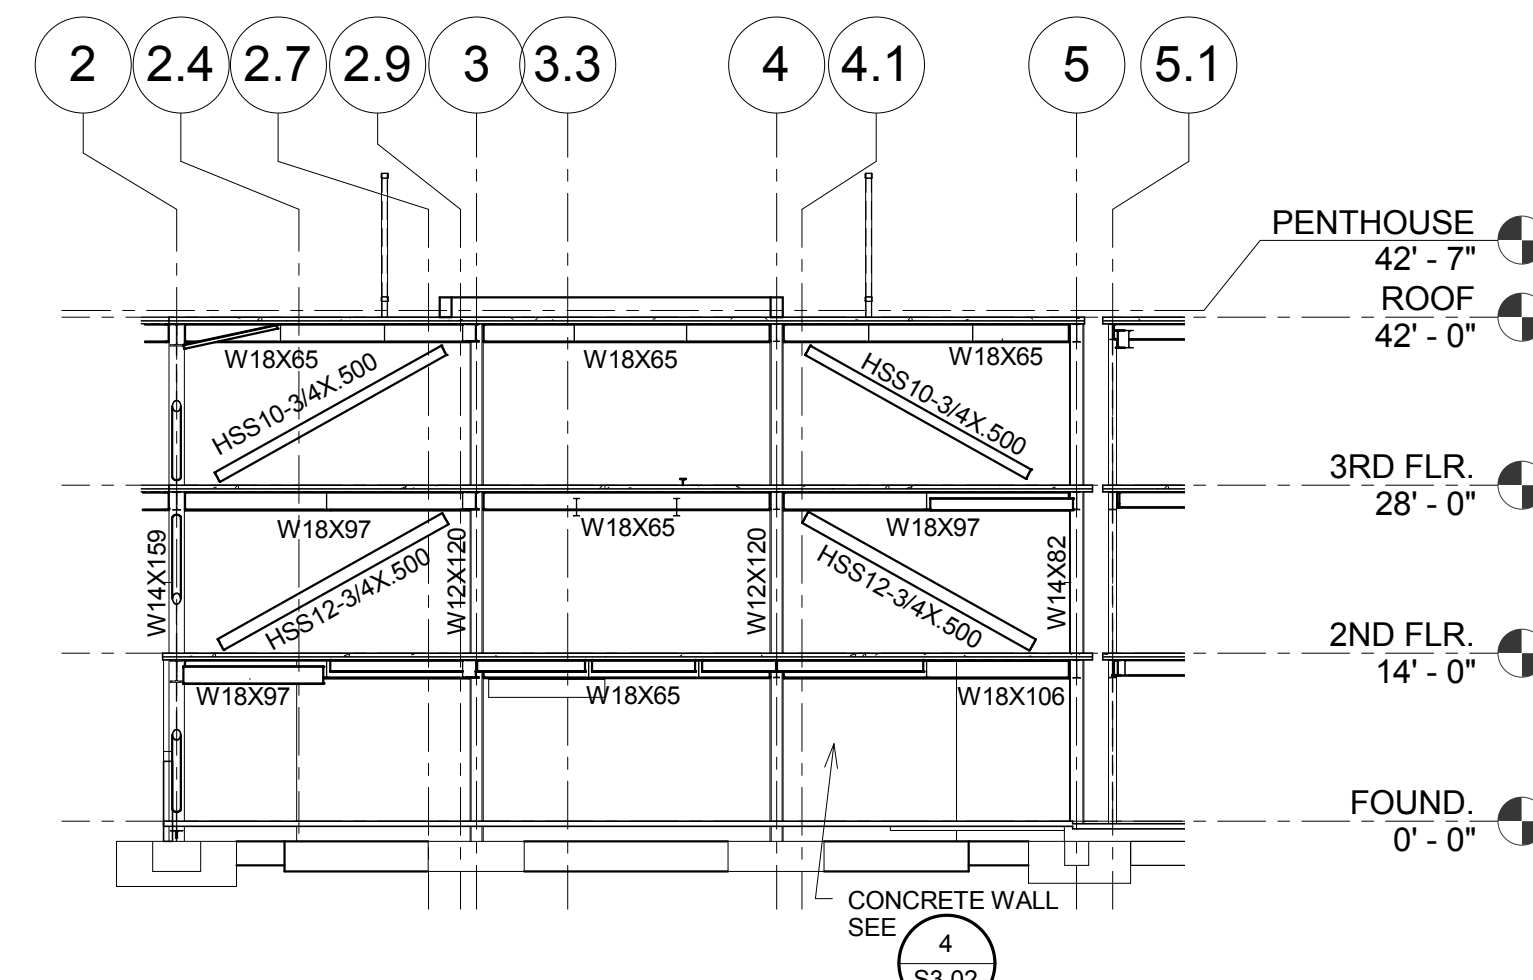 2 2.4 2.7 2.9 3 3.3 4 4.1 5 5.1
PENTHOUSE
42' - 7"
ROOF
42' - 0"
W18X65 W18X65 W18X65
HSS10-3/4X.500 HSS10-3/4X.500
3RD FLR.
28' - 0"
W18X97 W18X65 W18X97
W14X159 HSS12-3/4X.500 W12X120 W12X120 HSS12-3/4X.500 W14X82
2ND FLR.
14' - 0"
W18X97 W18X65 W18X106
FOUND.
0' - 0"
CONCRETE WALL
SEE
4
S3.02